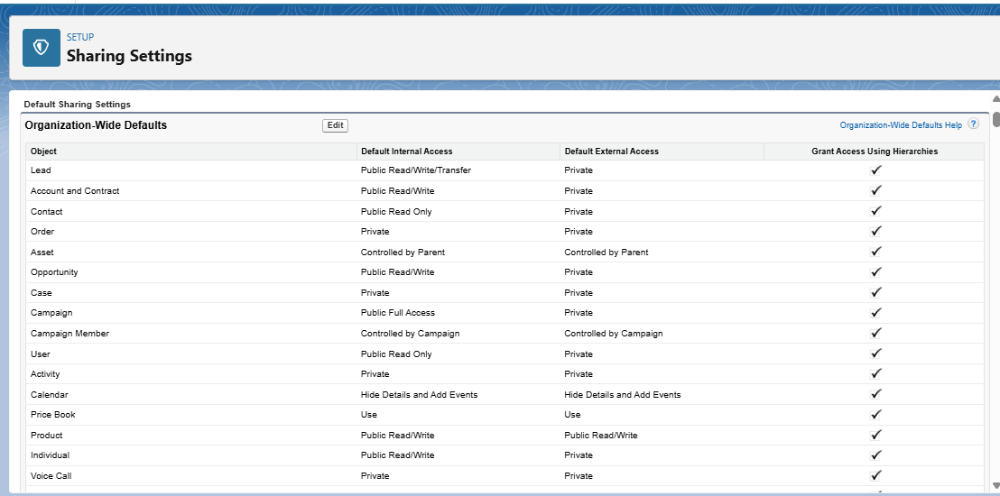 SETUP
Sharing Settings
Default Sharing Settings
Organization-Wide Defaults Edit Organization-Wide Defaults Help ?
Object Default Internal Access Default External Access Grant Access Using Hierarchies
Lead Public Read/Write/Transfer Private
Account and Contract Public Read/Write Private
Contact Public Read Only Private
Order Private Private
Asset Controlled by Parent Controlled by Parent
Opportunity Public Read/Write Private
Case Private Private
Campaign Public Full Access Private
Campaign Member Controlled by Campaign Controlled by Campaign
User Public Read Only Private
Activity Private Private
Calendar Hide Details and Add Events Hide Details and Add Events
Price Book Use Use
Product Public Read/Write Public Read/Write
Individual Public Read/Write Private
Voice Call Private Private